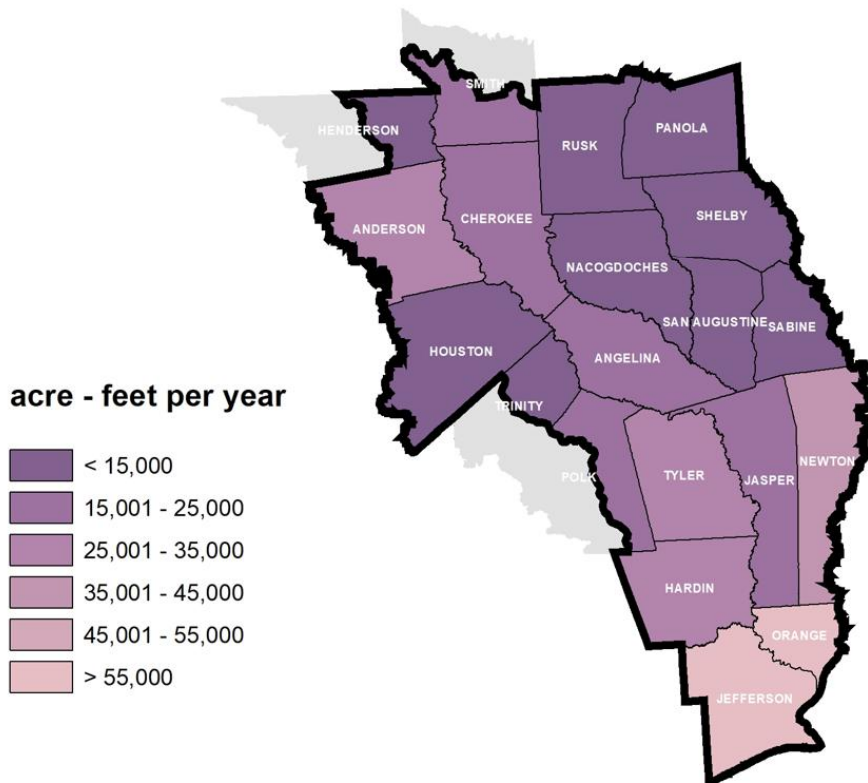 SMITH
HENDERSON
PANOLA
RUSK
SHELBY
ANDERSON
CHEROKEE
NACOGDOCHES
SAN AUGUSTINE
SABINE
HOUSTON
ANGELINA
TRINITY
NEWTON
POLK
TYLER
JASPER
HARDIN
ORANGE
JEFFERSON
acre - feet per year
< 15,000
15,001 - 25,000
25,001 - 35,000
35,001 - 45,000
45,001 - 55,000
> 55,000